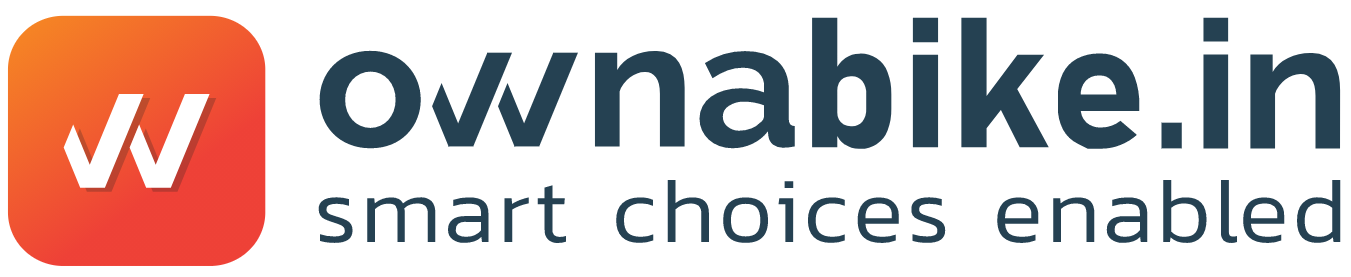 w
ownabike.in
smart choices enabled